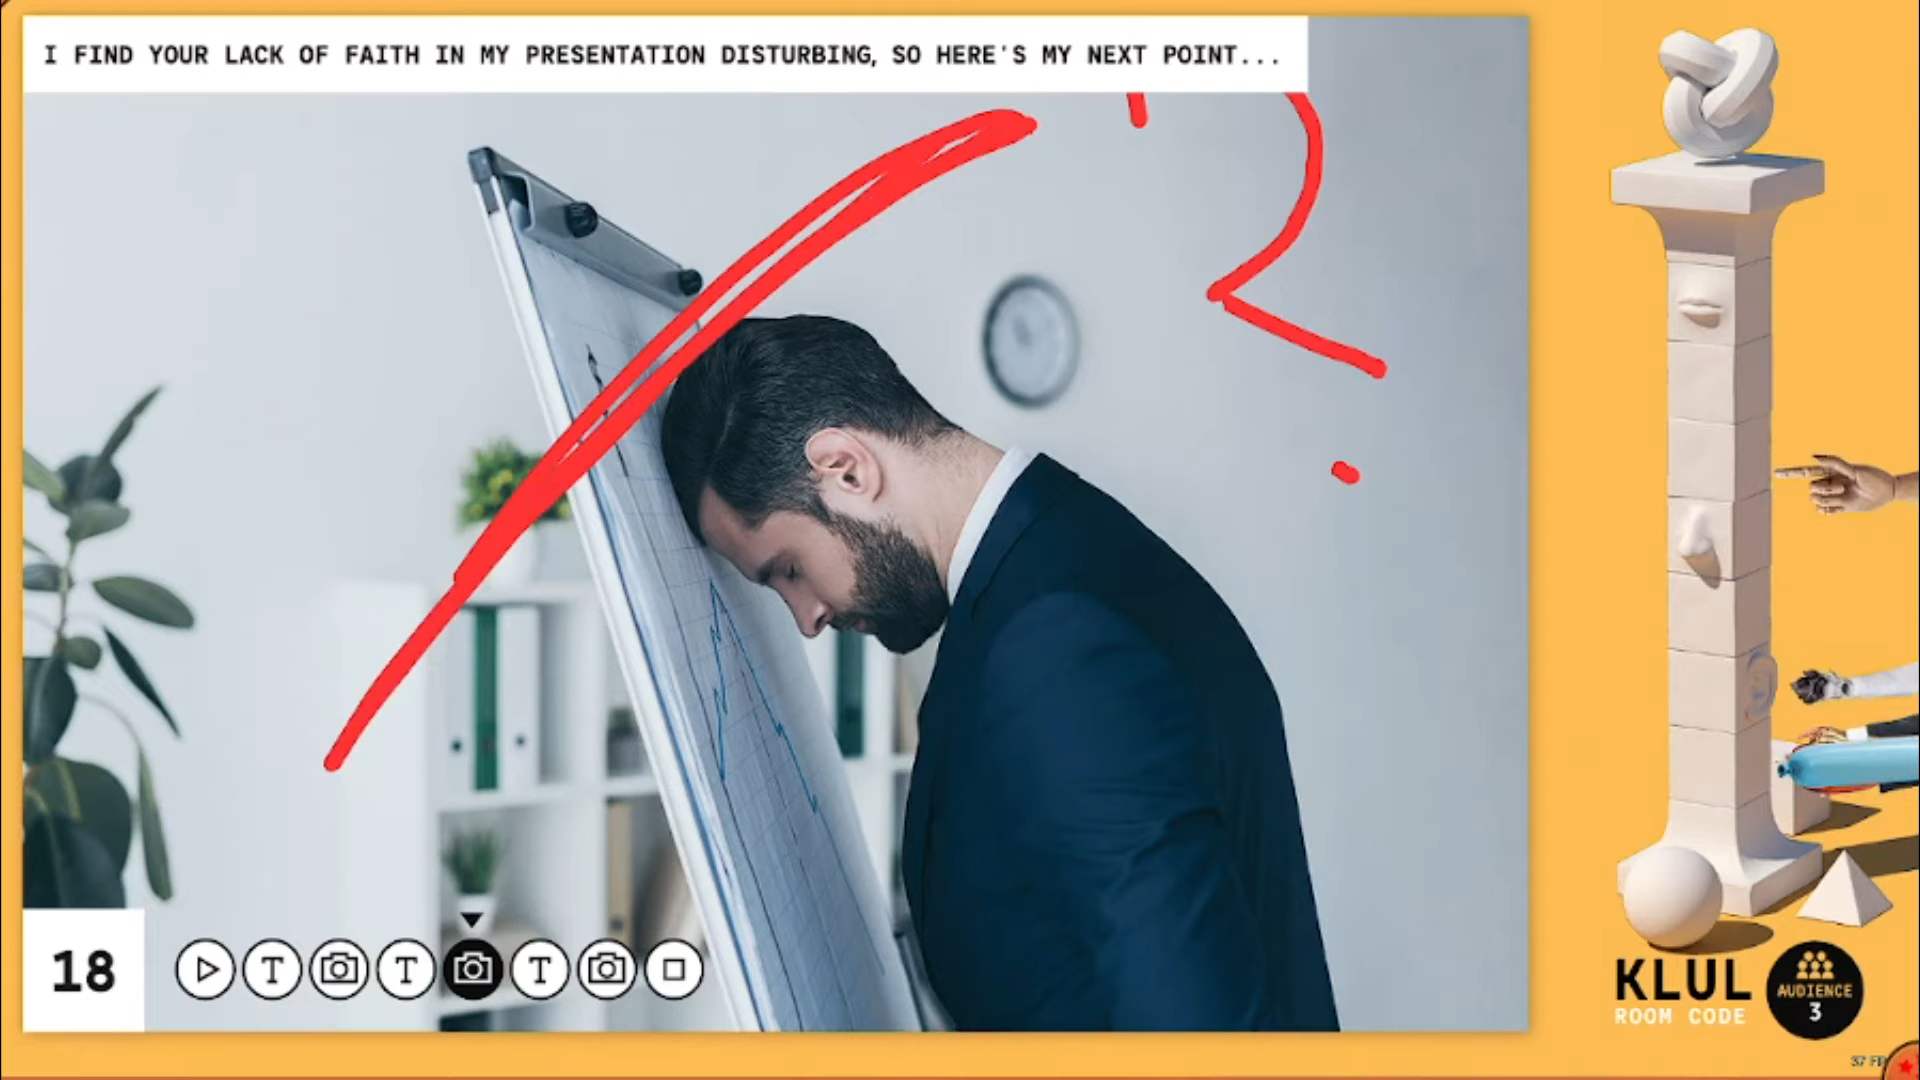 I FIND YOUR LACK OF FAITH IN MY PRESENTATION DISTURBING, SO HERE'S MY NEXT POINT...
18
T
T
T
KLUL
ROOM CODE
AUDIENCE
3